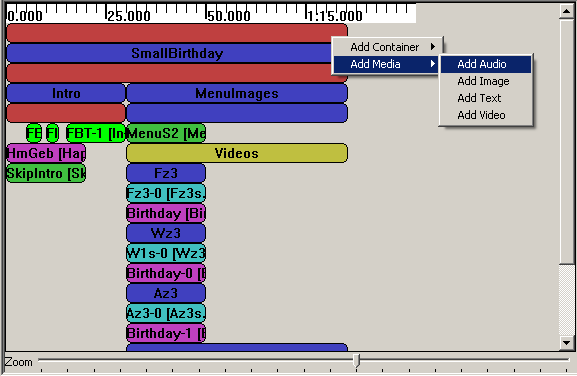 0.000 25.000 50.000 1:15.000
SmallBirthday
Add Container
Add Media
Add Audio
Add Image
Add Text
Add Video
Intro MenuImages
FE FI FBT-1 [In MenuS2 [Me
HmGeb [Hap Videos
SkipIntro [Sk Fz3
Fz3-0 [Fz3s.
Birthday [Bi
Wz3
W1s-0 [Wz3
Birthday-0 [B
Az3
Az3-0 [Az3s.
Birthday-1 [B
Zoom